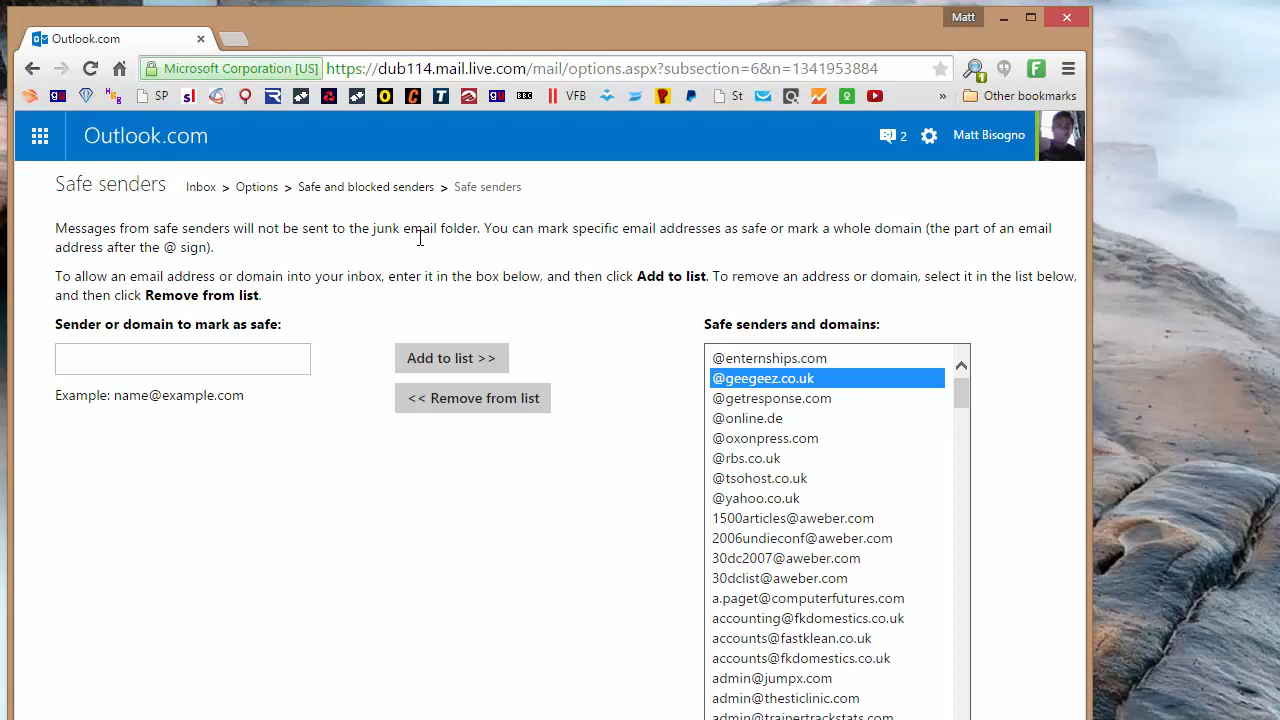 Matt
Outlook.com
Microsoft Corporation [US] https://dub114.mail.live.com/mail/options.aspx?subsection=6&n=1341953884
SP
St
VFB
» Other bookmarks
Outlook.com
2
Matt Bisogno
Safe senders Inbox > Options > Safe and blocked senders > Safe senders
Messages from safe senders will not be sent to the junk email folder. You can mark specific email addresses as safe or mark a whole domain (the part of an email
address after the @ sign).
To allow an email address or domain into your inbox, enter it in the box below, and then click Add to list. To remove an address or domain, select it in the list below,
and then click Remove from list.
Sender or domain to mark as safe:
Add to list >>
<< Remove from list
Example: name@example.com
Safe senders and domains:
@enternships.com
@geegeez.co.uk
@getresponse.com
@online.de
@oxonpress.com
@rbs.co.uk
@tsohost.co.uk
@yahoo.co.uk
1500articles@aweber.com
2006undieconf@aweber.com
30dc2007@aweber.com
30dclist@aweber.com
a.paget@computerfutures.com
accounting@fkdomestics.co.uk
accounts@fastklean.co.uk
accounts@fkdomestics.co.uk
admin@jumpx.com
admin@thesticlinic.com
admin@trainertrackstats.com